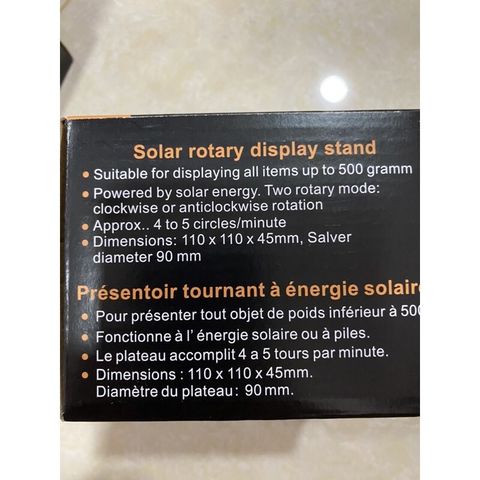 Solar rotary display stand
• Suitable for displaying all items up to 500 gramm
• Powered by solar energy. Two rotary mode:
clockwise or anticlockwise rotation
• Approx.. 4 to 5 circles/minute
• Dimensions: 110 x 110 x 45mm, Salver
diameter 90 mm
Présentoir tournant à énergie solaire
• Pour présenter tout objet de poids inférieur à 500
• Fonctionne à l' énergie solaire ou à piles.
• Le plateau accomplit 4 a 5 tours par minute.
• Dimensions : 110 x 110 x 45mm.
Diamètre du plateau: 90 mm.